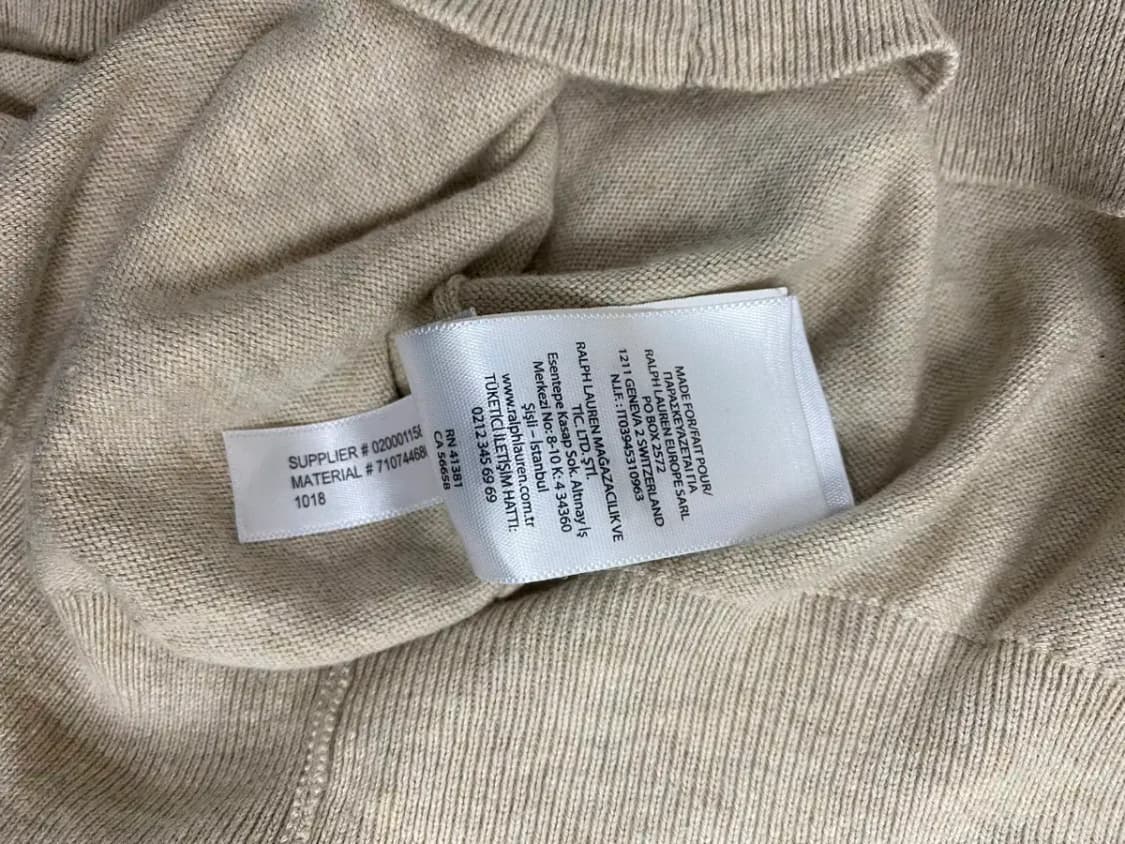 MADE FOR/FAIT POUR/
ΠΑΡΑΣΚΕΥΑΖΕΤΑΙ ΓΙΑ
RALPH LAUREN EUROPE SARL
PO BOX 2572
1211 GENEVA 2 SWITZERLAND
N.I.F. : IT03945310963
RALPH LAUREN MAĞAZACILIK VE
TİC. LTD. ŞTİ.
Esentepe Kasap Sok. Altınay İş
Merkezi No: 8-10 K: 4 34360
Şişli – İstanbul
www.ralphlauren.com.tr
TÜKETİCİ İLETİŞİM HATTI:
0212 345 69 69
RN 41381
CA 56658
SUPPLIER # 020001156
MATERIAL # 71074468
1018